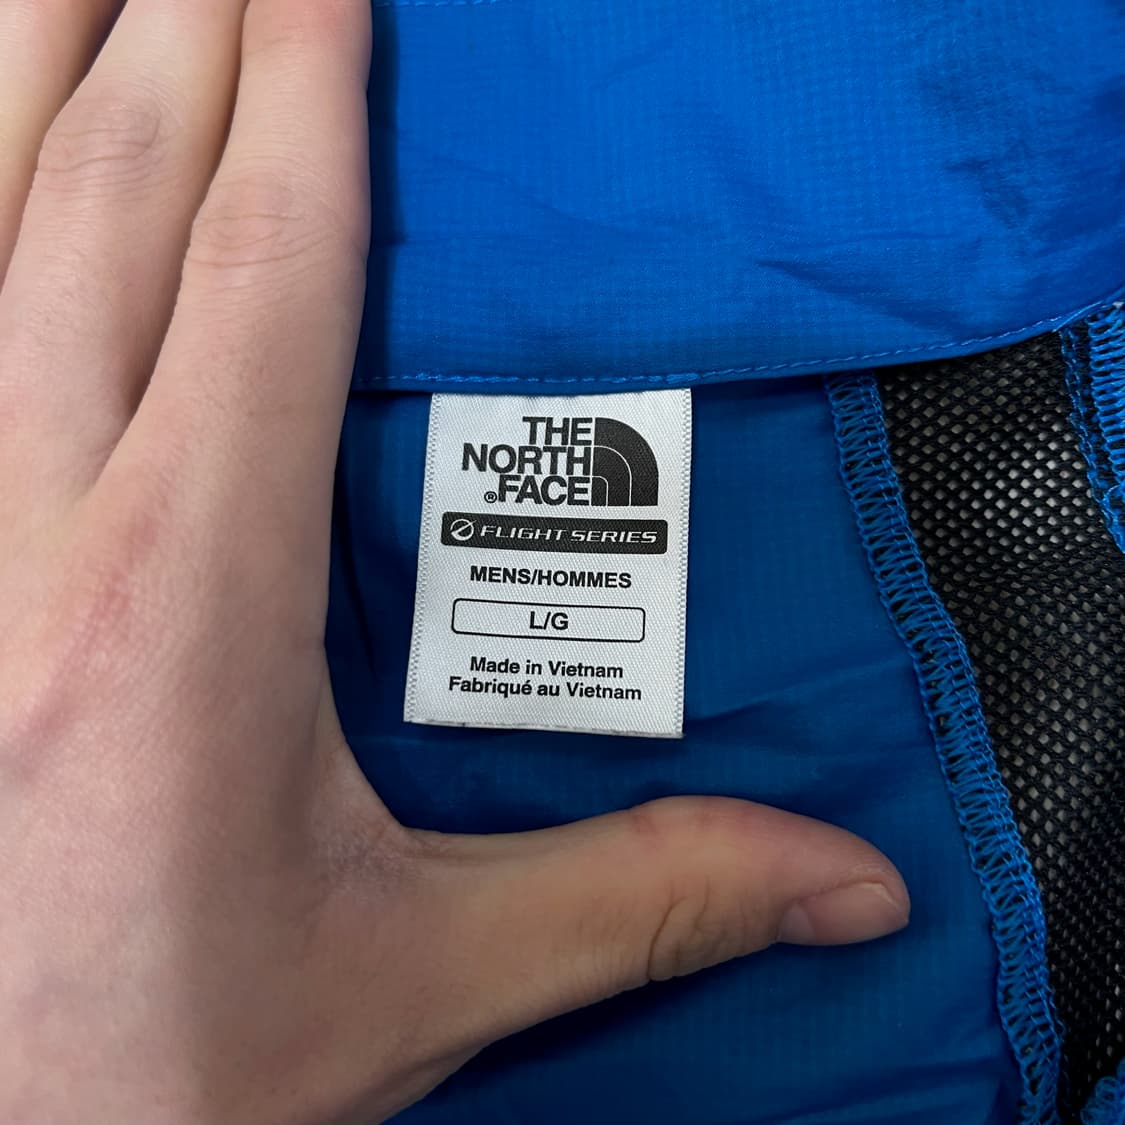 THE
NORTH
® FACE
FLIGHT SERIES
MENS/HOMMES
L/G
Made in Vietnam
Fabriqué au Vietnam